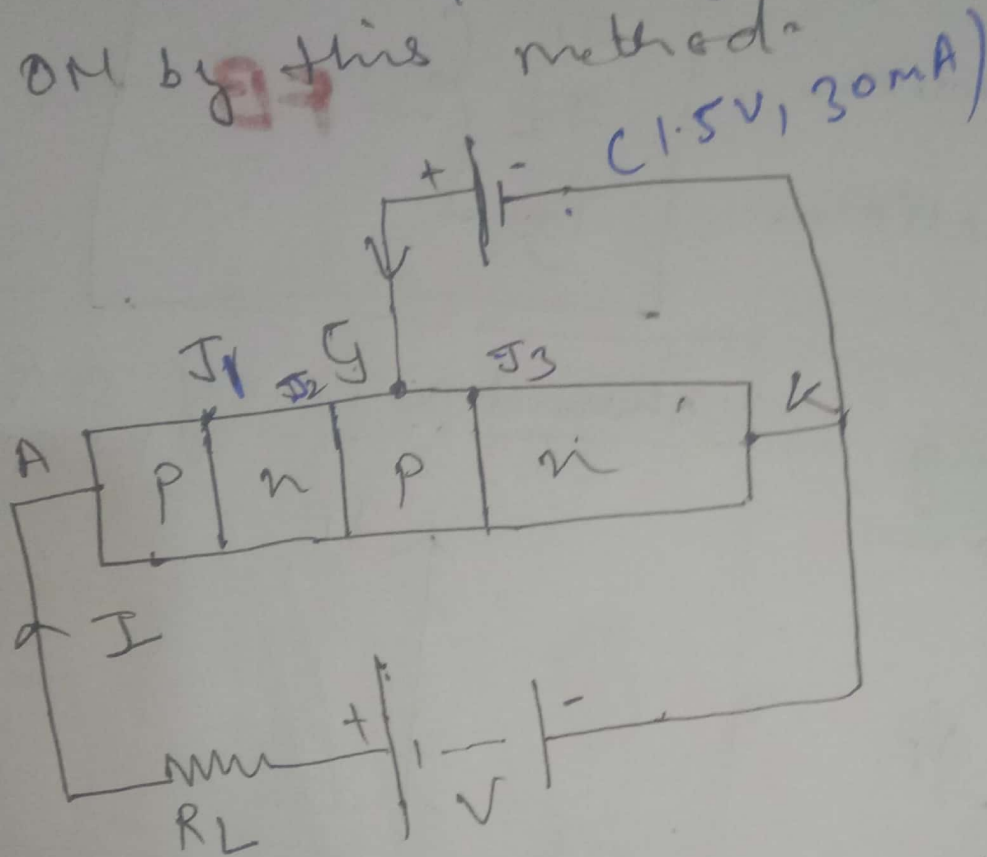 ON by this method.
(1.5V, 30mA)
+ -
J1 J2 G J3
A P n P n K
I
+ -
RL V